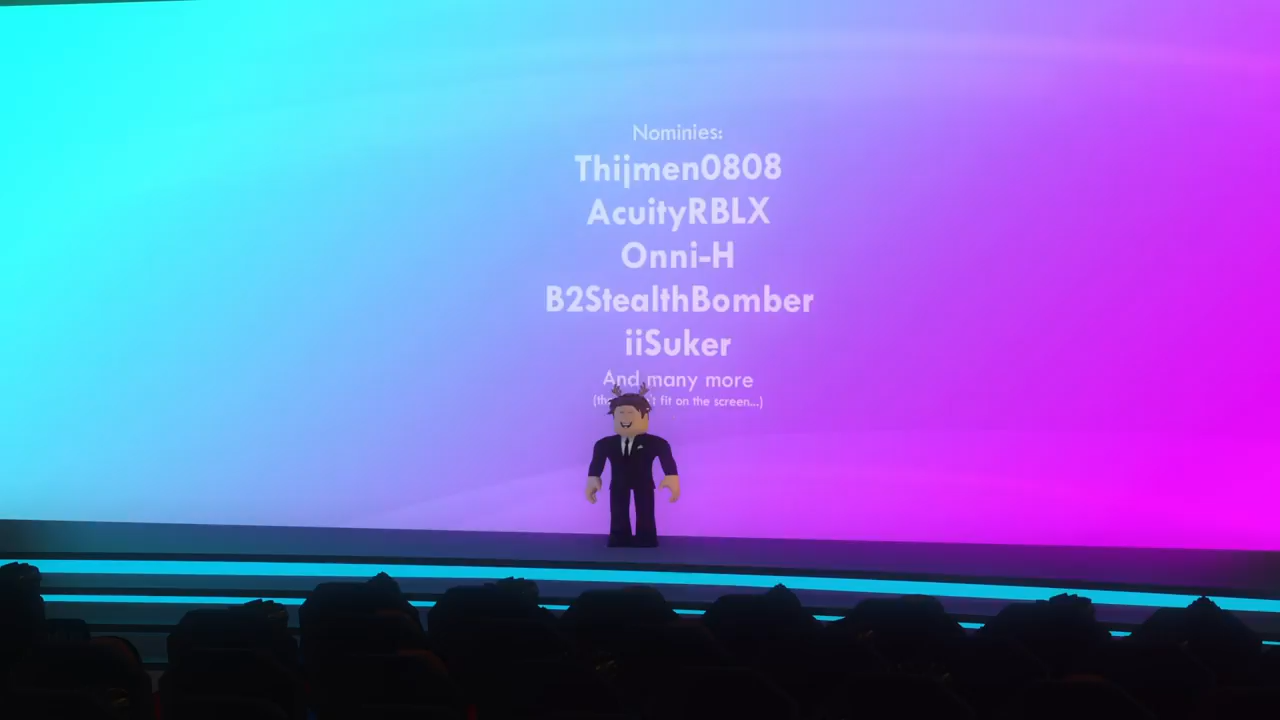 Nominies:
Thijmen0808
AcuityRBLX
Onni-H
B2StealthBomber
iiSuker
And many more
fit on the screen...)